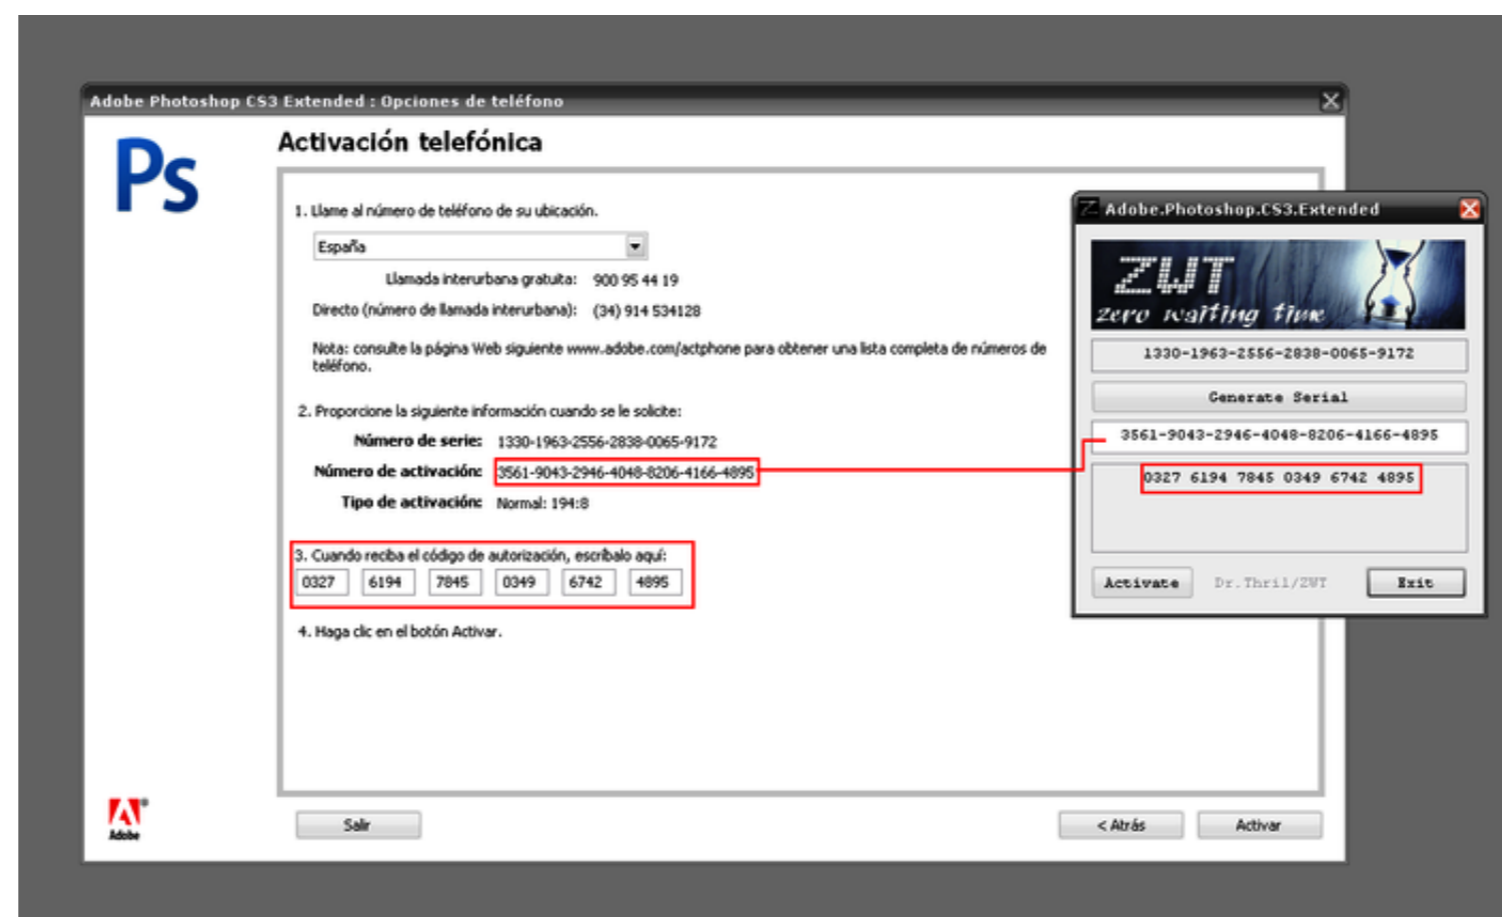 Adobe Photoshop CS3 Extended : Opciones de teléfono
Ps
Activación telefónica
1. Llame al número de teléfono de su ubicación.
España
Llamada interurbana gratuita: 900 95 44 19
Directo (número de llamada interurbana): (34) 914 534128
Nota: consulte la página Web siguiente www.adobe.com/actphone para obtener una lista completa de números de
teléfono.
2. Proporcione la siguiente información cuando se le solicite:
Número de serie: 1330-1963-2556-2838-0065-9172
Número de activación: 3561-9043-2946-4048-8206-4166-4895
Tipo de activación: Normal: 194:8
3. Cuando reciba el código de autorización, escríbalo aquí:
0327 6194 7845 0349 6742 4895
4. Haga clic en el botón Activar.
Adobe
Salir
< Atrás
Activar
Adobe.Photoshop.CS3.Extended
ZWT
zero waiting time
1330-1963-2556-2838-0065-9172
Generate Serial
3561-9043-2946-4048-8206-4166-4895
0327 6194 7845 0349 6742 4895
Activate
Dr.Thril/ZWT
Exit